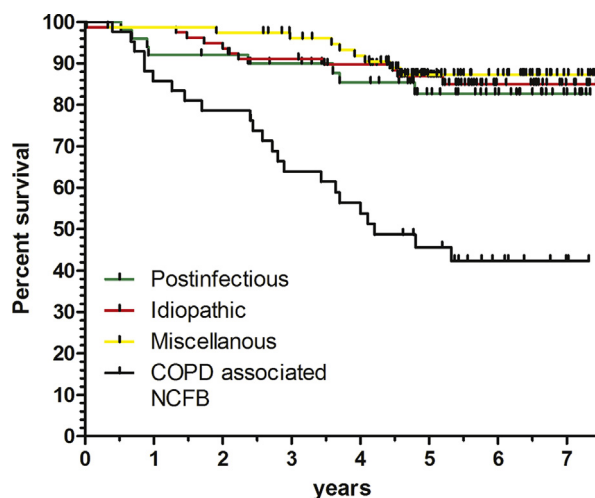 Percent survival
100
90
80
70
60
50
40
30
20
10
0
Postinfectious
Idiopathic
Miscellanous
COPD associated
NCFB
0 1 2 3 4 5 6 7
years